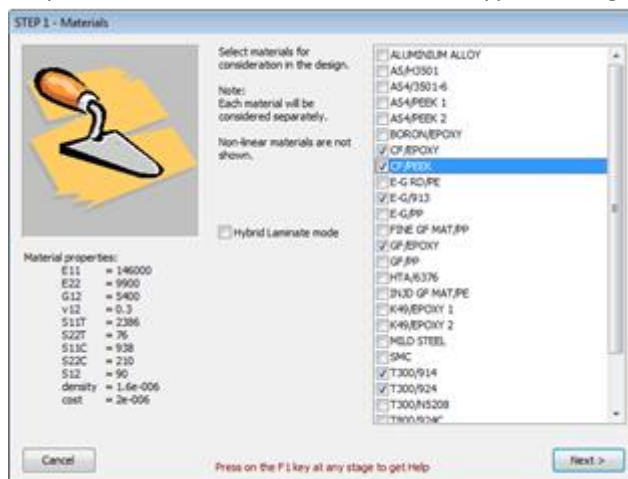 STEP 1 - Materials
Select materials for
consideration in the design.
Note:
Each material will be
considered separately.
Non-linear materials are not
shown.
Hybrid Laminate mode
Material properties:
E11 = 146000
E22 = 9900
G12 = 5400
v12 = 0.3
S11T = 2386
S22T = 76
S11C = 938
S22C = 210
S12 = 90
density = 1.6e-006
cost = 2e-006
ALUMINIUM ALLOY
AS/H3501
AS4/3501-6
AS4/PEEK 1
AS4/PEEK 2
BORON/EPOXY
CF/EPOXY
CF/PEEK
E-G RD/PE
E-G/913
E-G/PP
FINE GF MAT/PP
GF/EPOXY
GF/PP
HTA/6376
INJD GF MAT/PE
K49/EPOXY 1
K49/EPOXY 2
MILD STEEL
SMC
T300/914
T300/924
T300/N5208
T800/924C
Cancel
Press on the F1 key at any stage to get Help
Next >